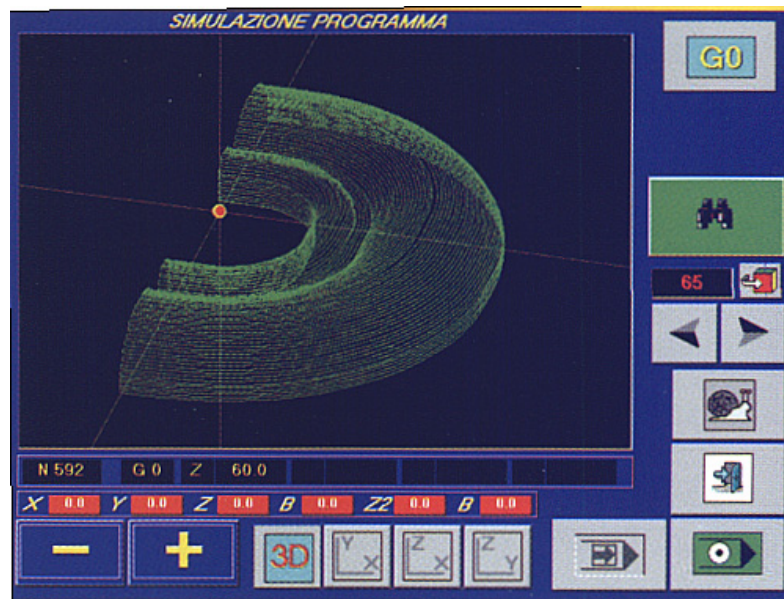 SIMULAZIONE PROGRAMMA
G0
65
N 592 G 0 Z 60.0
X 0.0 Y 0.0 Z 0.0 B 0.0 Z2 0.0 B 0.0
- + 3D Y X Z X Z Y